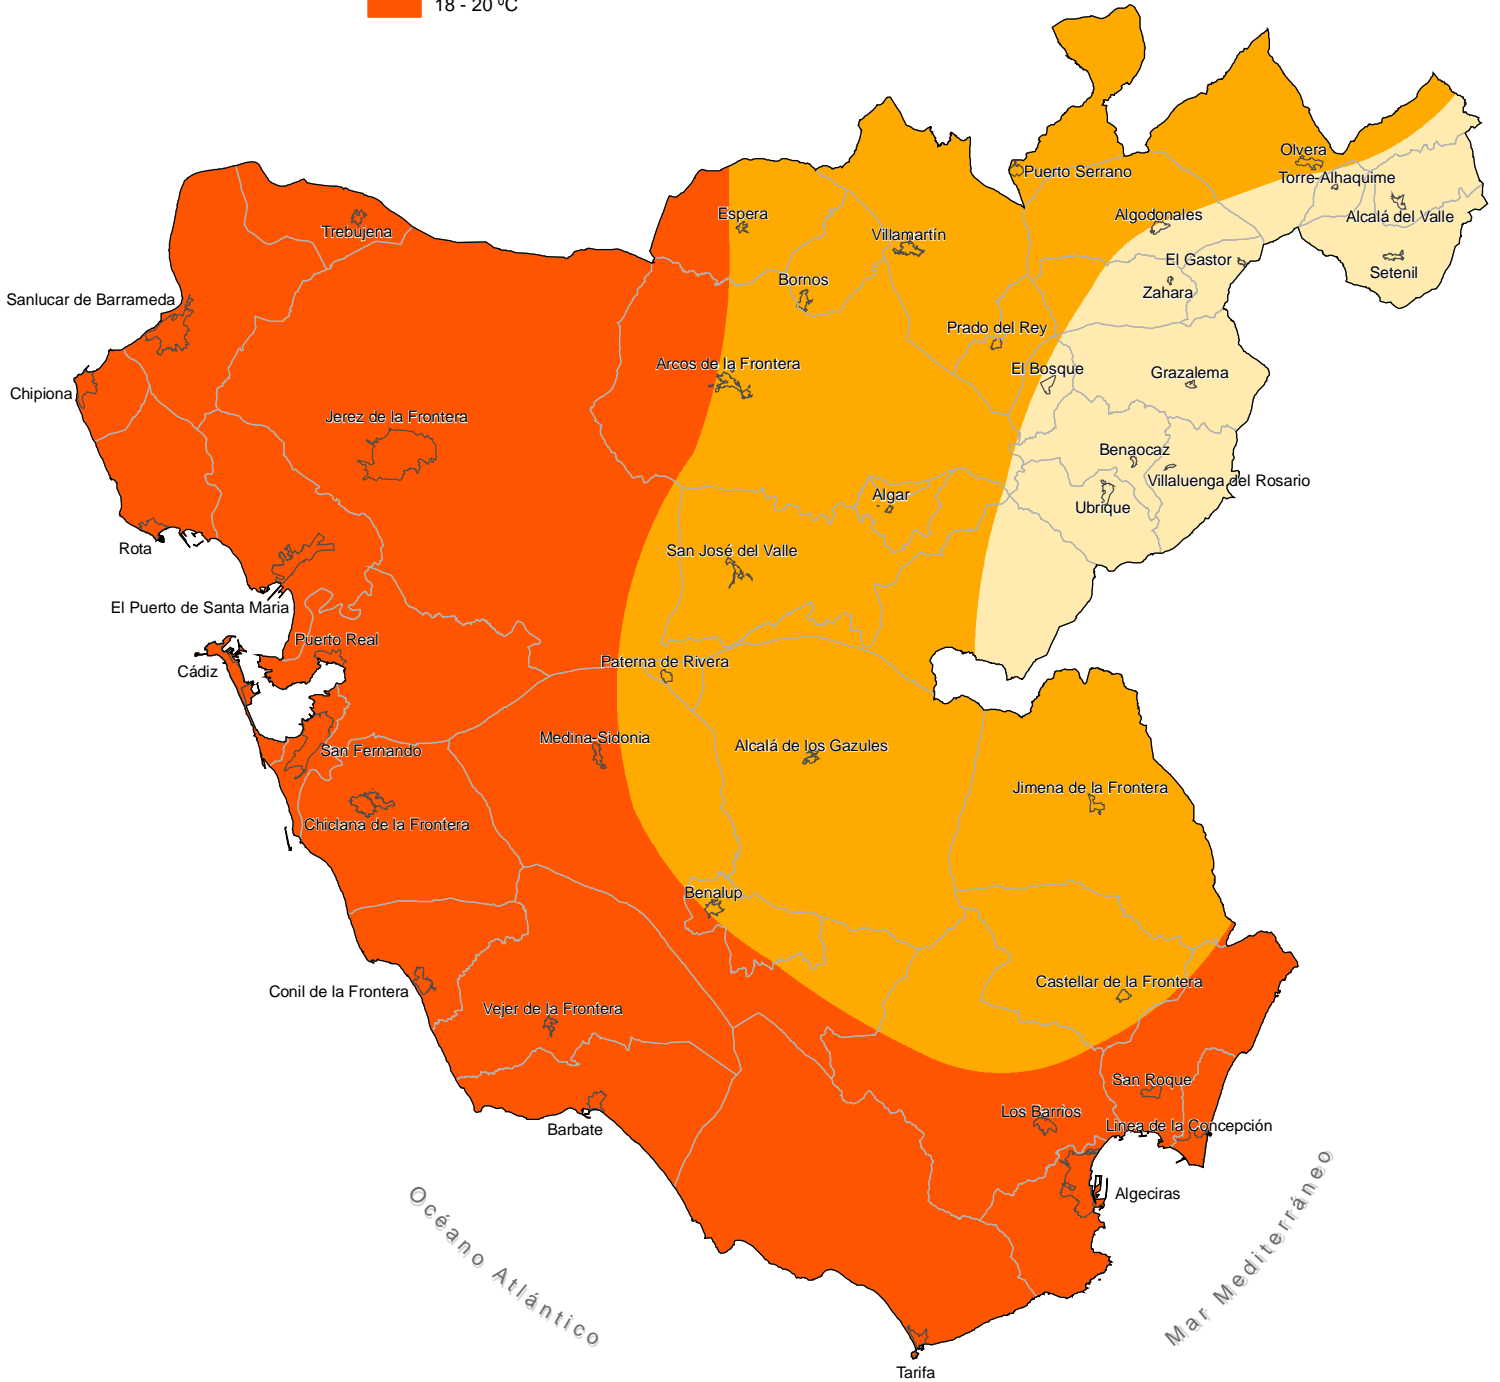 18 - 20 ºC
Olvera
Puerto Serrano
Torre-Alhaquime
Espera
Algodonales
Alcalá del Valle
Trebujena
Villamartín
El Gastor
Setenil
Bornos
Zahara
Sanlucar de Barrameda
Prado del Rey
Arcos de la Frontera
El Bosque
Grazalema
Chipiona
Jerez de la Frontera
Benaocaz
Villaluenga del Rosario
Algar
Ubrique
Rota
San José del Valle
El Puerto de Santa Maria
Puerto Real
Cádiz
Paterna de Rivera
San Fernando
Medina-Sidonia
Alcalá de los Gazules
Jimena de la Frontera
Chiclana de la Frontera
Benalup
Conil de la Frontera
Castellar de la Frontera
Vejer de la Frontera
San Roque
Los Barrios
Barbate
Linea de la Concepción
Algeciras
Océano Atlántico
Mar Mediterráneo
Tarifa